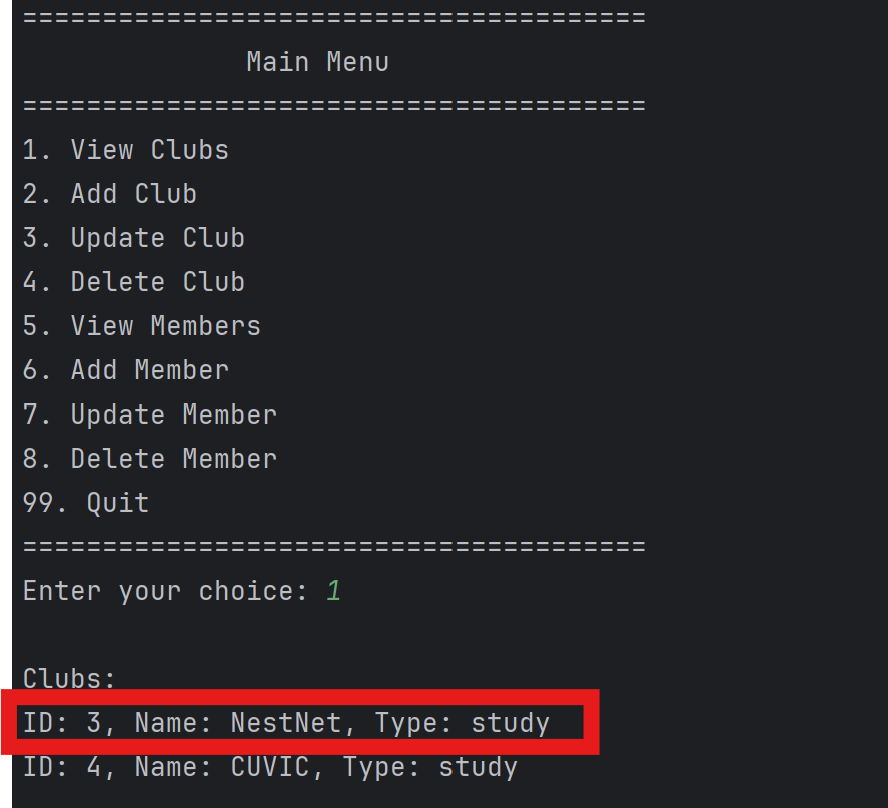 =======================================
Main Menu
=======================================
1. View Clubs
2. Add Club
3. Update Club
4. Delete Club
5. View Members
6. Add Member
7. Update Member
8. Delete Member
99. Quit
=======================================
Enter your choice: 1
Clubs:
ID: 3, Name: NestNet, Type: study
ID: 4, Name: CUVIC, Type: study